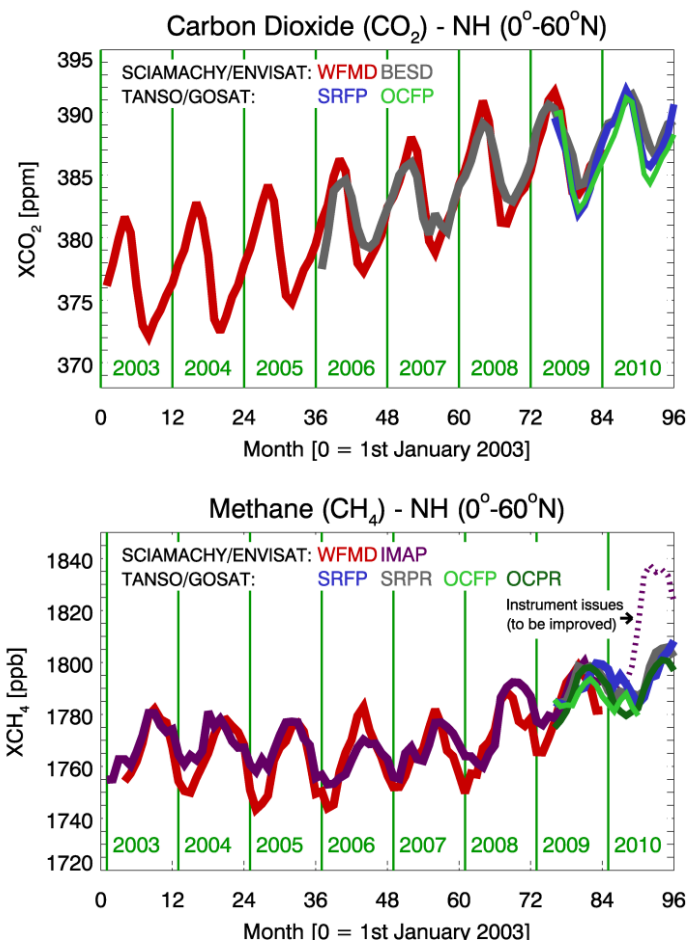 Carbon Dioxide (CO₂) - NH (0°-60°N)
395
390
385
380
375
370
XCO₂ [ppm]
SCIAMACHY/ENVISAT: WFMD BESD
TANSO/GOSAT: SRFP OCFP
2003 2004 2005 2006 2007 2008 2009 2010
0 12 24 36 48 60 72 84 96
Month [0 = 1st January 2003]
Methane (CH₄) - NH (0°-60°N)
1840
1820
1800
1780
1760
1740
1720
XCH₄ [ppb]
SCIAMACHY/ENVISAT: WFMD IMAP
TANSO/GOSAT: SRFP SRPR OCFP OCPR
Instrument issues
(to be improved)
2003 2004 2005 2006 2007 2008 2009 2010
0 12 24 36 48 60 72 84 96
Month [0 = 1st January 2003]